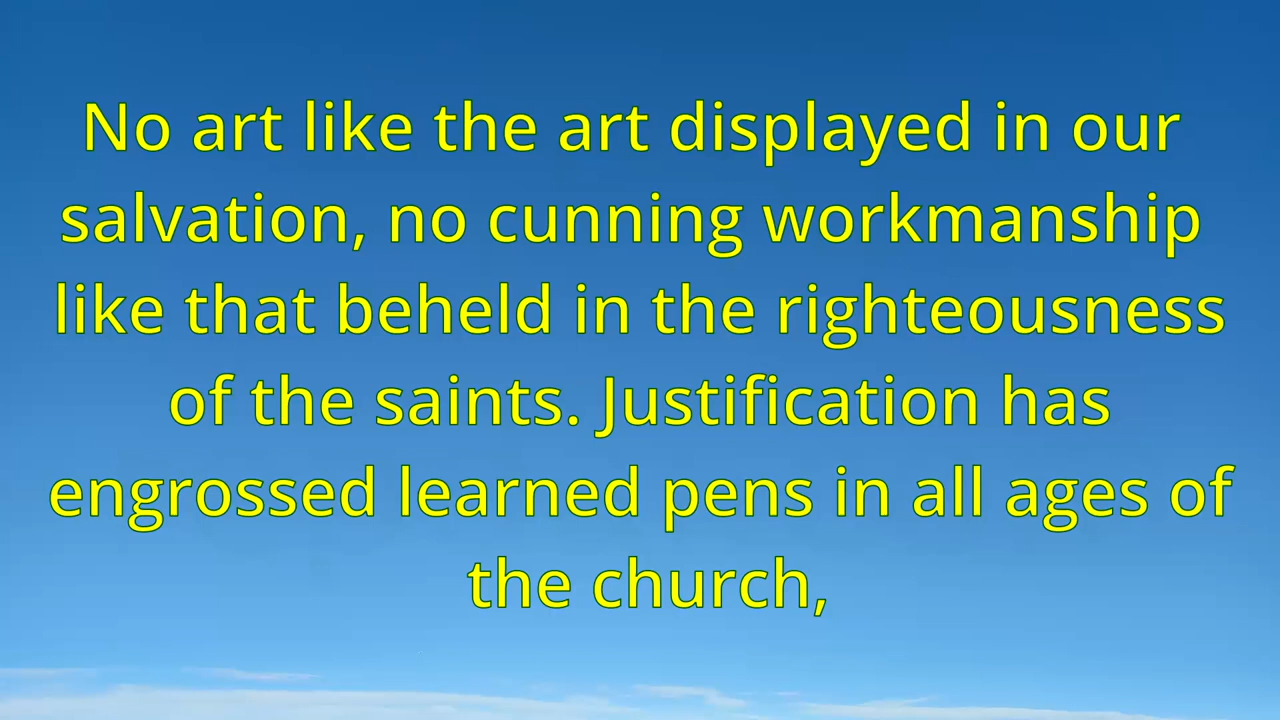 No art like the art displayed in our
salvation, no cunning workmanship
like that beheld in the righteousness
of the saints. Justification has
engrossed learned pens in all ages of
the church,